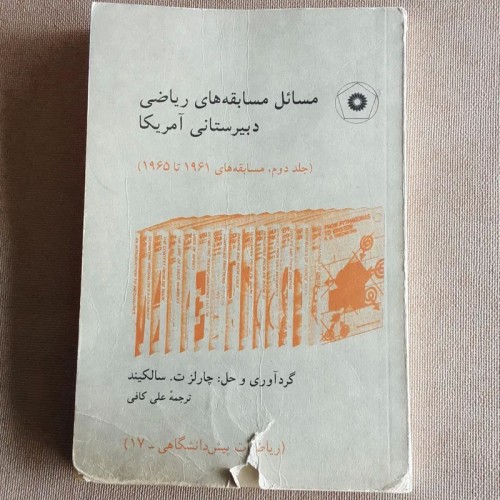 مسائل مسابقه‌های ریاضی
دبیرستانی آمریکا
(جلد دوم، مسابقه‌های ۱۹۶۱ تا ۱۹۶۵)
گردآوری و حل: چارلز ت. سالکیند
ترجمهٔ علی کافی
(ریاضیات پیش‌دانشگاهی ـ ۱۷)